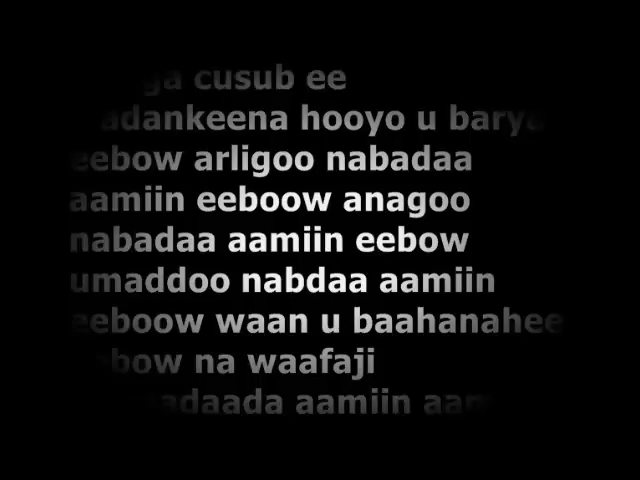 cusub ee
hooyo u
eebow arligoo nabadaa
aamiin eeboow anagoo
nabadaa aamiin eebow
umaddoo nabdaa aamiin
eeboow waan u baahanahee
na waafaji
aamiin